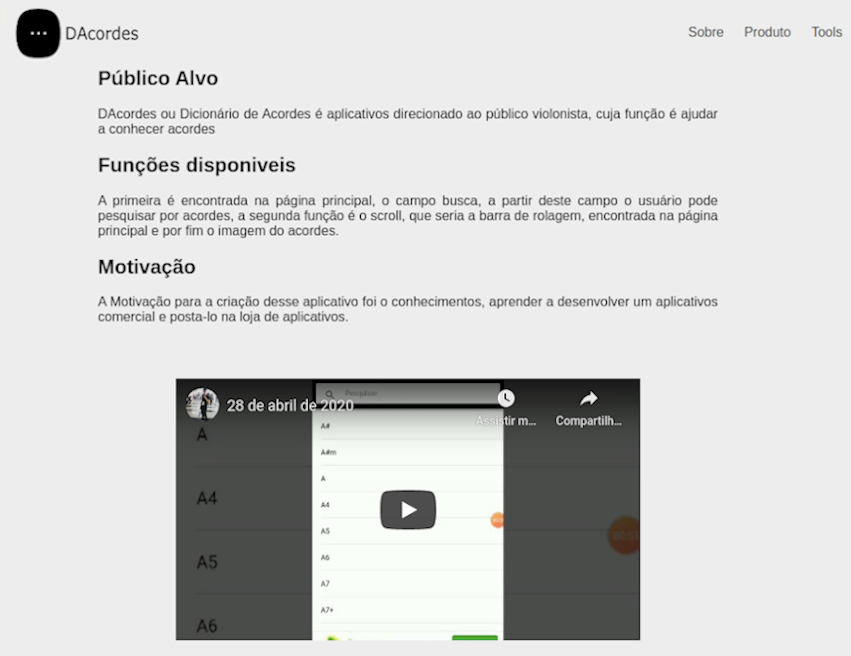 DAcordes
Sobre Produto Tools
Público Alvo
DAcordes ou Dicionário de Acordes é aplicativos direcionado ao público violonista, cuja função é ajudar
a conhecer acordes
Funções disponiveis
A primeira é encontrada na página principal, o campo busca, a partir deste campo o usuário pode
pesquisar por acordes, a segunda função é o scroll, que seria a barra de rolagem, encontrada na página
principal e por fim o imagem do acordes.
Motivação
A Motivação para a criação desse aplicativo foi o conhecimentos, aprender a desenvolver um aplicativos
comercial e posta-lo na loja de aplicativos.
28 de abril de 2020
Pesquisar
Assistir m...
Compartilh...
A
A4
A5
A6
A#
A#m
A
A4
A5
A6
A7
A7+